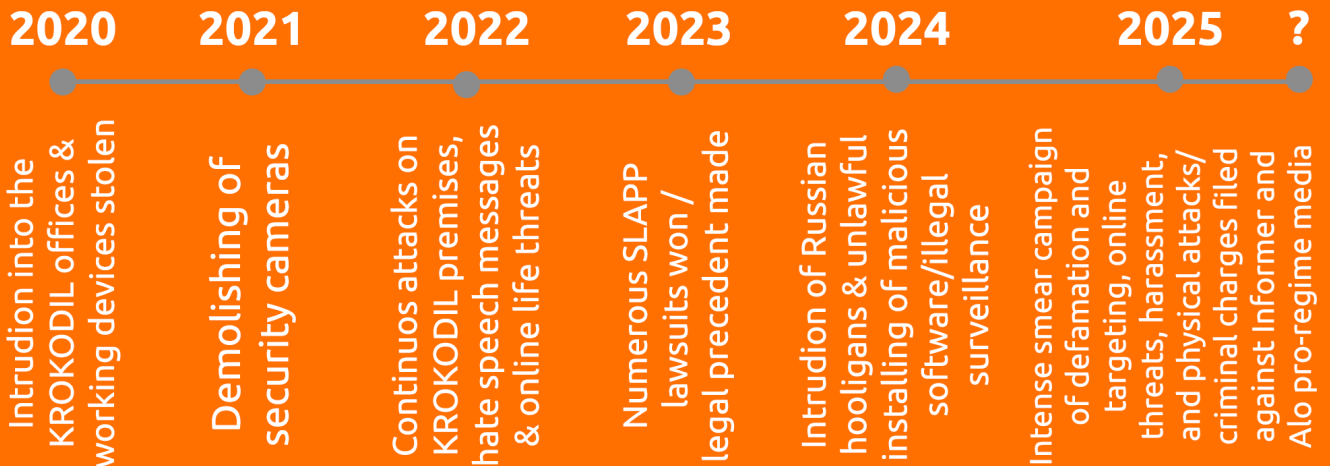 2020
2021
2022
2023
2024
2025
?
Intrudion into the
KROKODIL offices &
working devices stolen
Demolishing of
security cameras
Continuos attacks on
KROKODIL premises,
hate speech messages
& online life threats
Numerous SLAPP
lawsuits won /
legal precedent made
Intrudion of Russian
hooligans & unlawful
installing of malicious
software/illegal
surveillance
Intense smear campaign
of defamation and
targeting, online
threats, harassment,
and physical attacks/
criminal charges filed
against Informer and
Alo pro-regime media